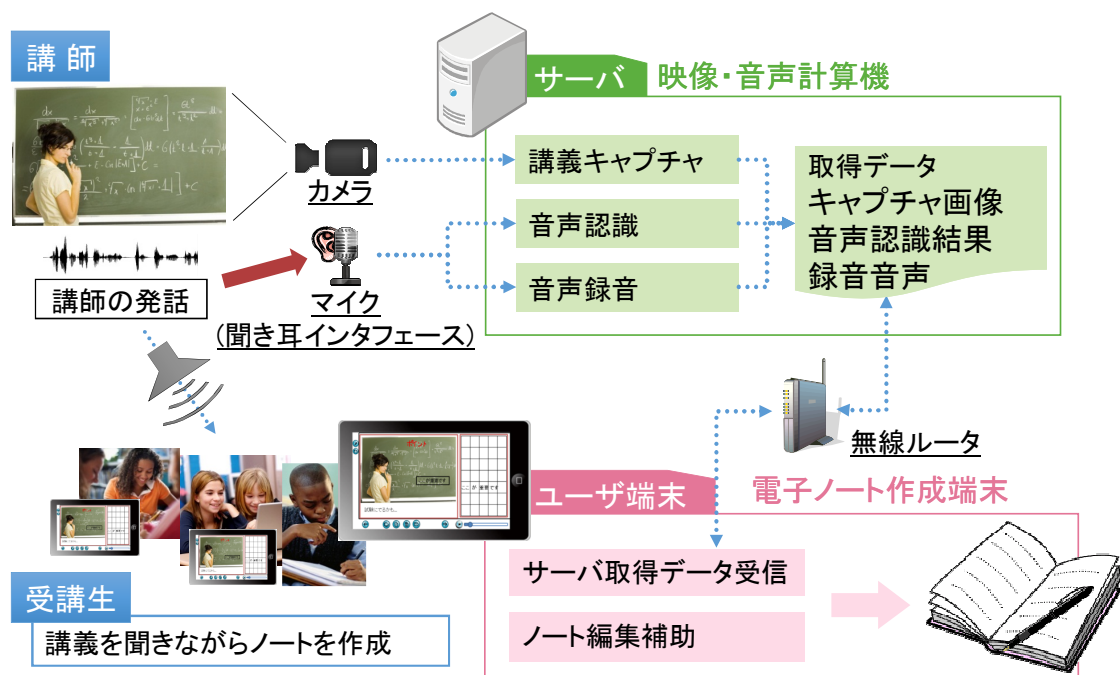 講 師
サーバ
映像・音声計算機
カメラ
講義キャプチャ
音声認識
音声録音
取得データ
キャプチャ画像
音声認識結果
録音音声
講師の発話
マイク
(聞き耳インタフェース)
無線ルータ
ユーザ端末
電子ノート作成端末
サーバ取得データ受信
ノート編集補助
受講生
講義を聞きながらノートを作成